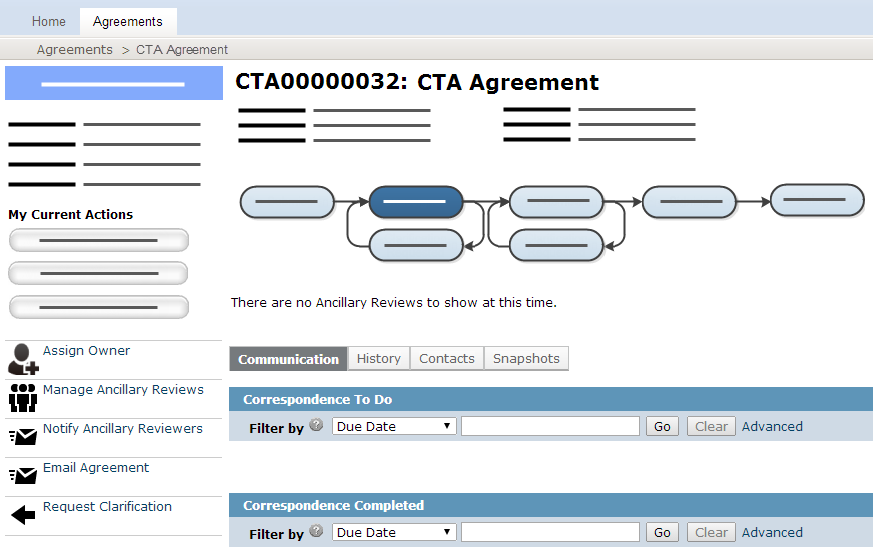 Home
Agreements
Agreements > CTA Agreement
CTA00000032: CTA Agreement
My Current Actions
Assign Owner
Manage Ancillary Reviews
Notify Ancillary Reviewers
Email Agreement
Request Clarification
There are no Ancillary Reviews to show at this time.
Communication History Contacts Snapshots
Correspondence To Do
Filter by ? Due Date Go Clear Advanced
Correspondence Completed
Filter by ? Due Date Go Clear Advanced